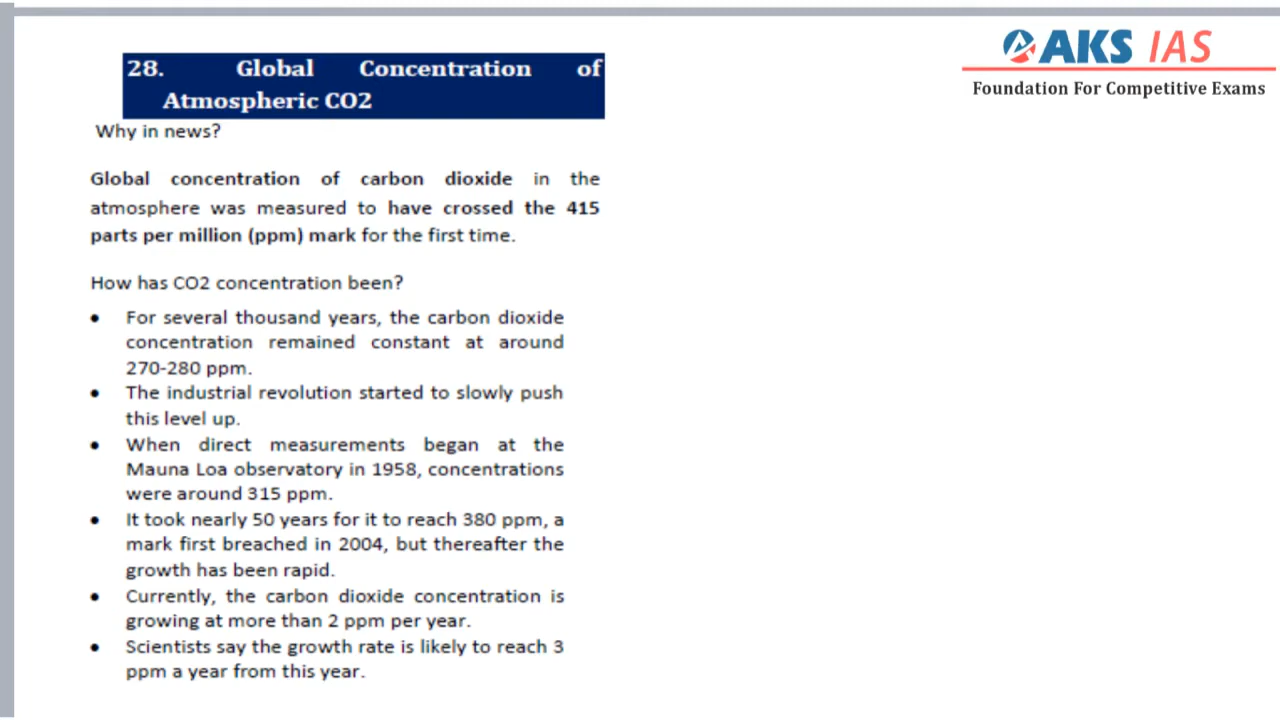 AKS IAS
Foundation For Competitive Exams
28. Global Concentration of
Atmospheric CO2
Why in news?
Global concentration of carbon dioxide in the
atmosphere was measured to have crossed the 415
parts per million (ppm) mark for the first time.
How has CO2 concentration been?
• For several thousand years, the carbon dioxide
concentration remained constant at around
270-280 ppm.
• The industrial revolution started to slowly push
this level up.
• When direct measurements began at the
Mauna Loa observatory in 1958, concentrations
were around 315 ppm.
• It took nearly 50 years for it to reach 380 ppm, a
mark first breached in 2004, but thereafter the
growth has been rapid.
• Currently, the carbon dioxide concentration is
growing at more than 2 ppm per year.
• Scientists say the growth rate is likely to reach 3
ppm a year from this year.